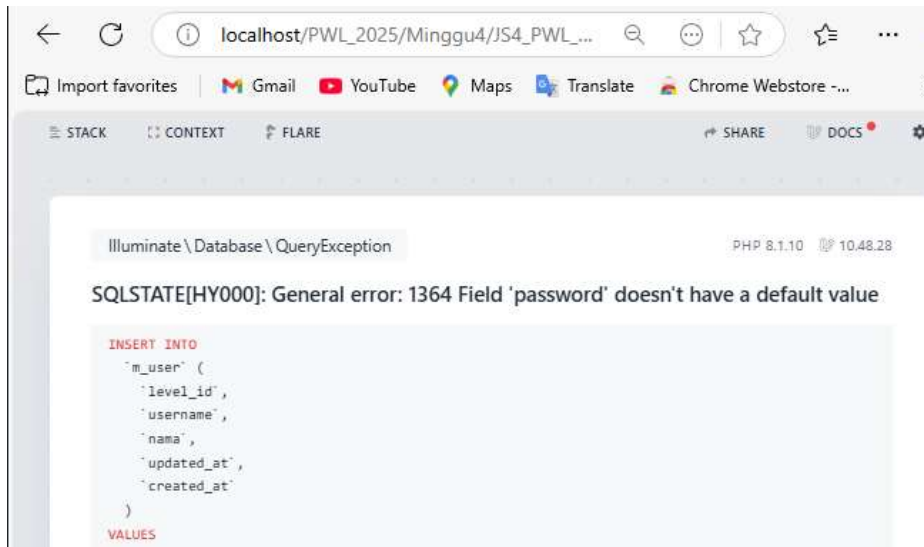 localhost/PWL_2025/Minggu4/JS4_PWL_...
Import favorites Gmail YouTube Maps Translate Chrome Webstore -...
STACK CONTEXT FLARE SHARE DOCS
Illuminate\Database\QueryException PHP 8.1.10 10.48.28
SQLSTATE[HY000]: General error: 1364 Field 'password' doesn't have a default value
INSERT INTO
`m_user` (
`level_id`,
`username`,
`nama`,
`updated_at`,
`created_at`
)
VALUES